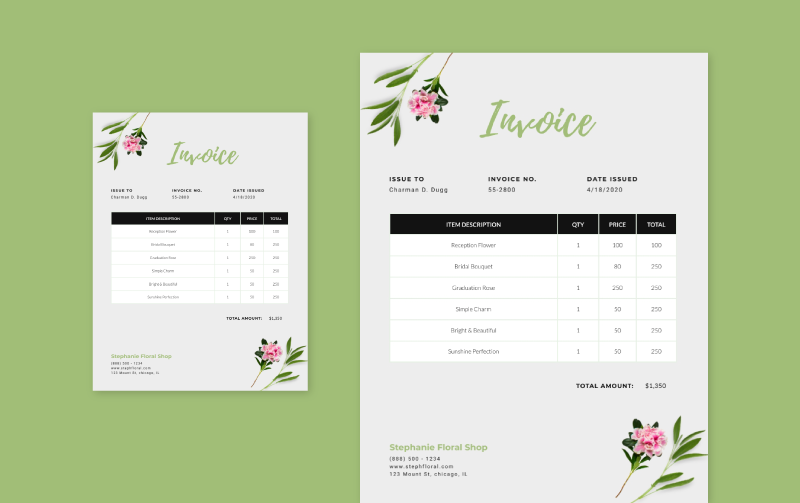 Invoice
ISSUE TO INVOICE NO. DATE ISSUED
Charman D. Dugg 55-2800 4/18/2020
ITEM DESCRIPTION QTY PRICE TOTAL
Reception Flower 1 100 100
Bridal Bouquet 1 80 250
Graduation Rose 1 250 250
Simple Charm 1 50 250
Bright & Beautiful 1 50 250
Sunshine Perfection 1 50 250
TOTAL AMOUNT: $1,350
Stephanie Floral Shop
(888) 500 - 1234
www.stephfloral.com
123 Mount St, chicago, IL
Invoice
ISSUE TO INVOICE NO. DATE ISSUED
Charman D. Dugg 55-2800 4/18/2020
ITEM DESCRIPTION QTY PRICE TOTAL
Reception Flower 1 100
Bridal Bouquet 1 80 250
Graduation Rose 1 250 250
Simple Charm 1 50 250
Bright & Beautiful 1 50 250
Sunshine Perfection 1 50 250
TOTAL AMOUNT: $1,350
Stephanie Floral Shop
(888) 500 - 1234
www.stephfloral.com
123 Mount St, chicago, IL